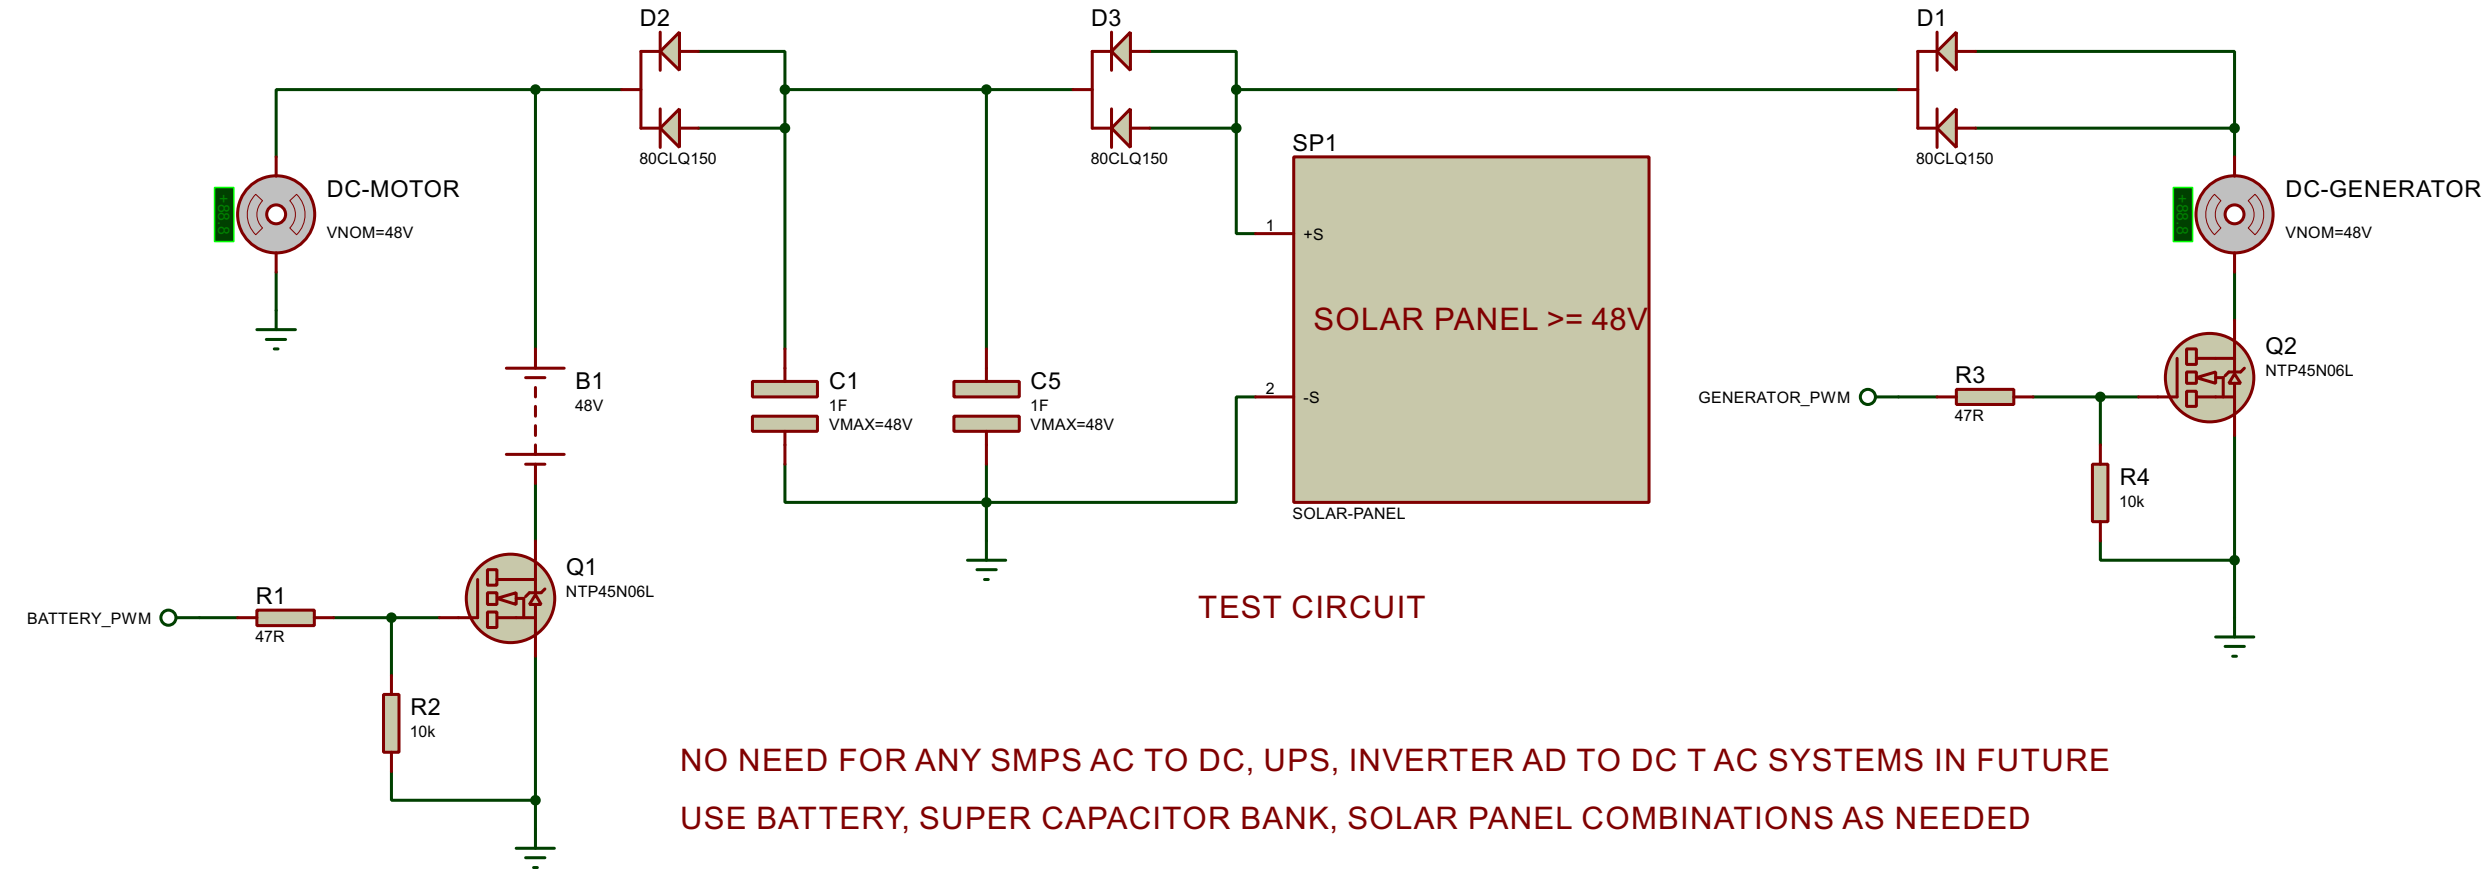 D2
D3
D1
80CLQ150
80CLQ150
80CLQ150
DC-MOTOR
VNOM=48V
SP1
1
+S
SOLAR PANEL >= 48V
2
-S
SOLAR-PANEL
DC-GENERATOR
VNOM=48V
B1
48V
C1
1F
VMAX=48V
C5
1F
VMAX=48V
Q2
NTP45N06L
GENERATOR_PWM
R3
47R
R4
10k
Q1
NTP45N06L
BATTERY_PWM
R1
47R
R2
10k
TEST CIRCUIT
NO NEED FOR ANY SMPS AC TO DC, UPS, INVERTER AD TO DC T AC SYSTEMS IN FUTURE
USE BATTERY, SUPER CAPACITOR BANK, SOLAR PANEL COMBINATIONS AS NEEDED